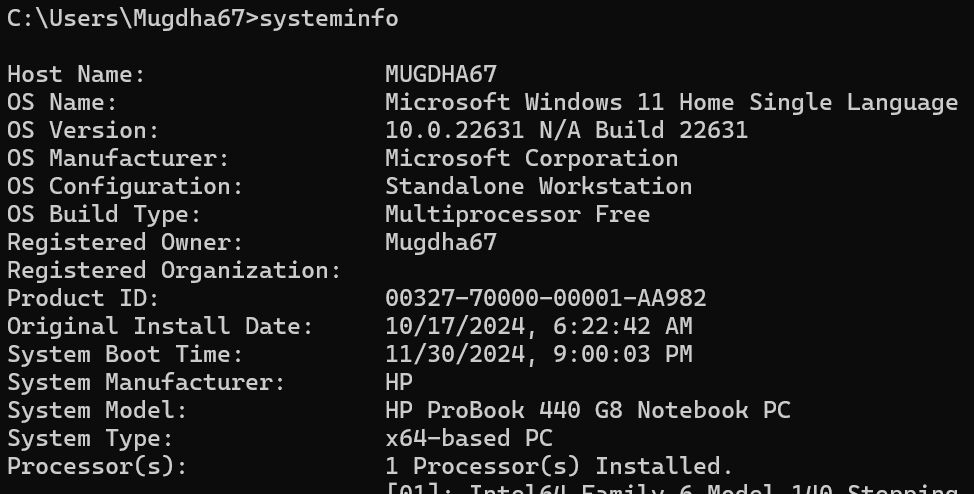 C:\Users\Mugdha67>systeminfo
Host Name: MUGDHA67
OS Name: Microsoft Windows 11 Home Single Language
OS Version: 10.0.22631 N/A Build 22631
OS Manufacturer: Microsoft Corporation
OS Configuration: Standalone Workstation
OS Build Type: Multiprocessor Free
Registered Owner: Mugdha67
Registered Organization:
Product ID: 00327-70000-00001-AA982
Original Install Date: 10/17/2024, 6:22:42 AM
System Boot Time: 11/30/2024, 9:00:03 PM
System Manufacturer: HP
System Model: HP ProBook 440 G8 Notebook PC
System Type: x64-based PC
Processor(s): 1 Processor(s) Installed.
[01]: Intel64 Family 6 Model 140 Stepping